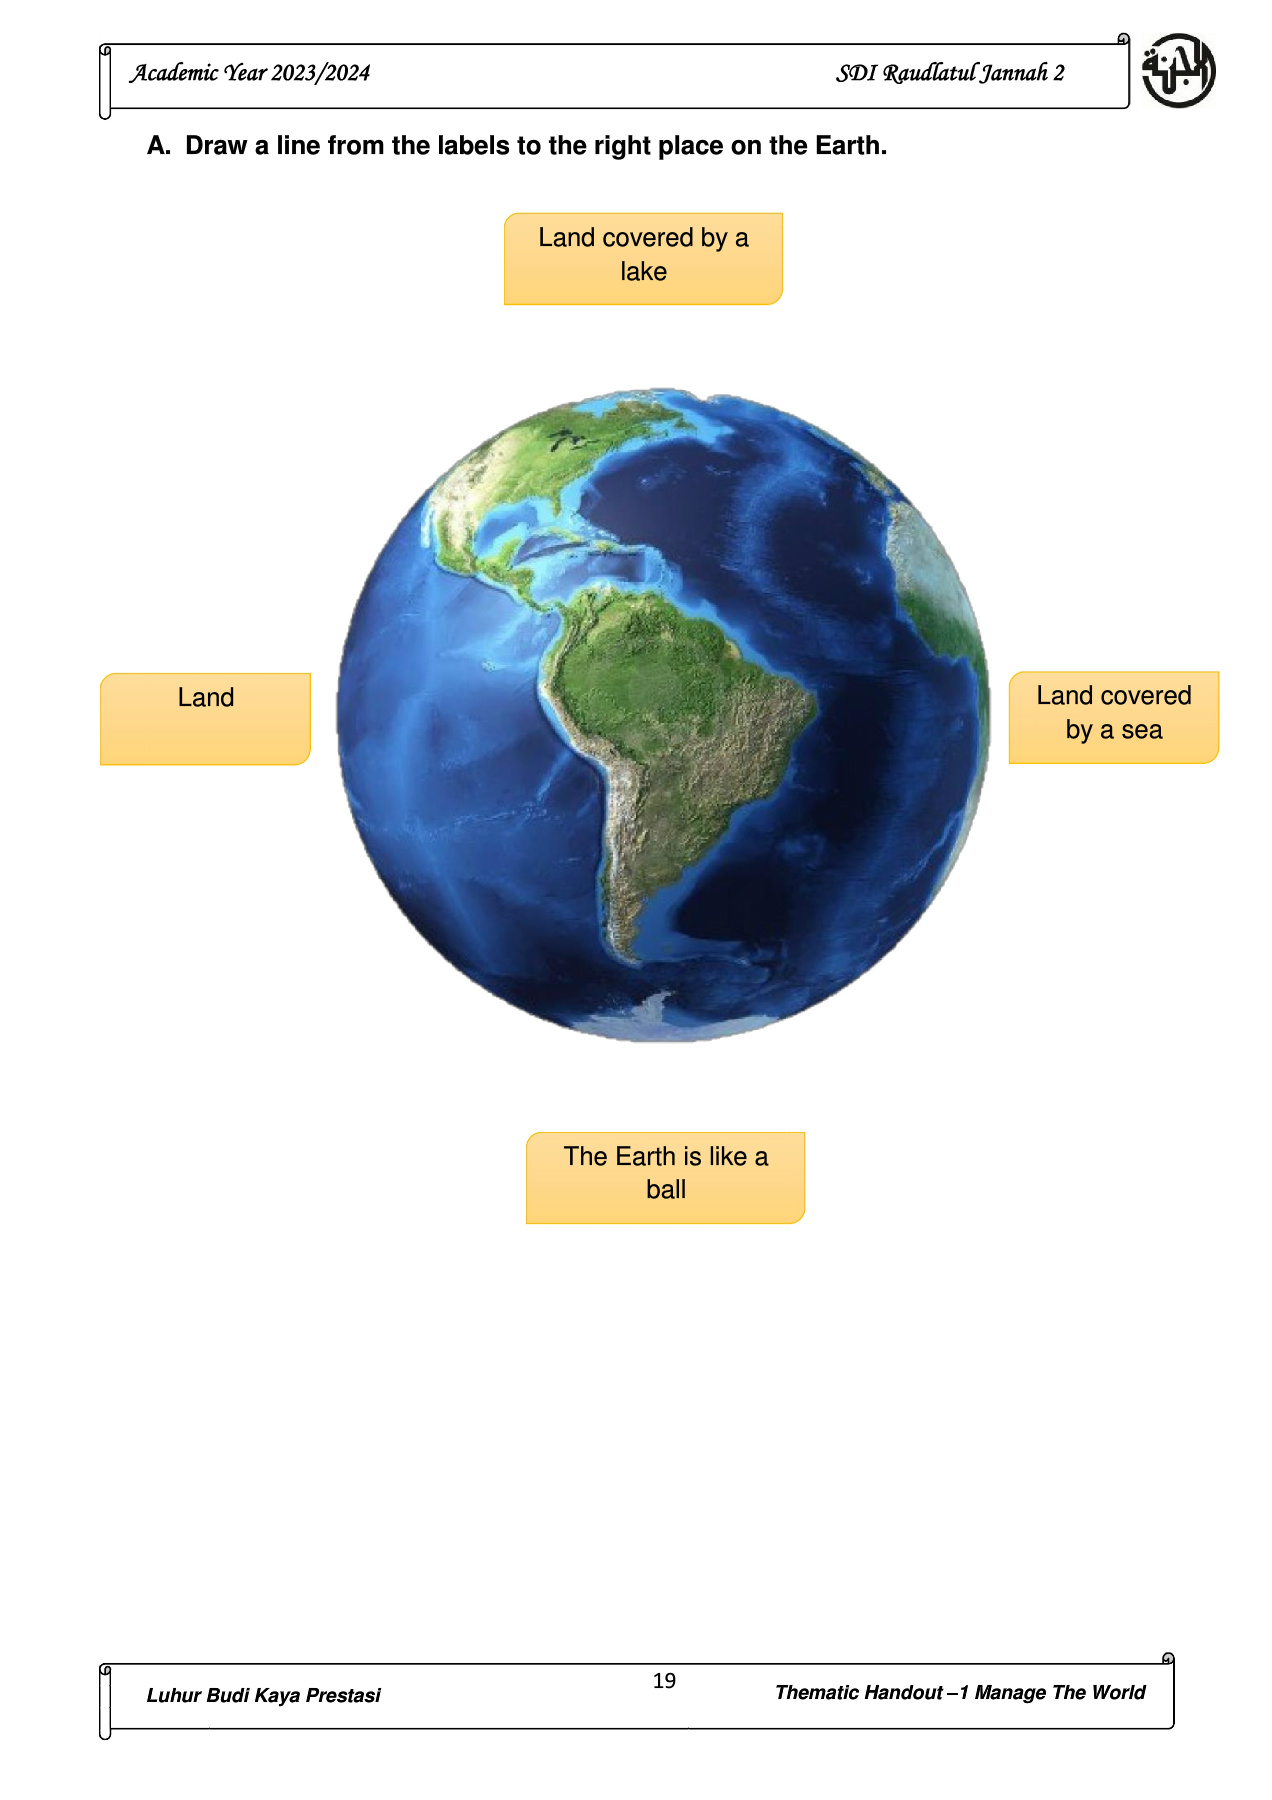 Academic Year 2023/2024
SDI Raudlatul Jannah 2
A. Draw a line from the labels to the right place on the Earth.
Land covered by a
lake
Land
Land covered
by a sea
The Earth is like a
ball
19
Luhur Budi Kaya Prestasi
Thematic Handout –1 Manage The World